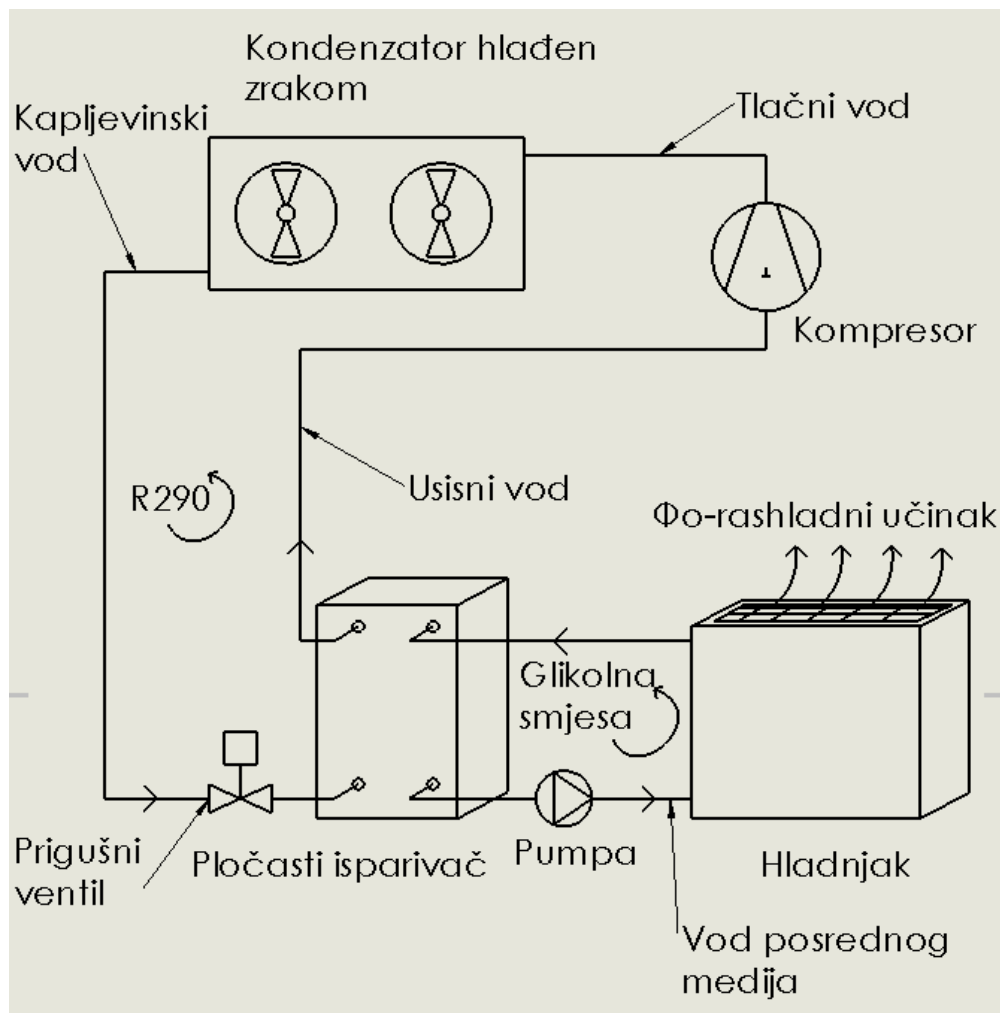 Kondenzator hlađen
zrakom
Kapljevinski
vod
Tlačni vod
Kompresor
Usisni vod
R290
Фo-rashladni učinak
Glikolna
smjesa
Prigušni
ventil
Pločasti isparivač
Pumpa
Hladnjak
Vod posrednog
medija